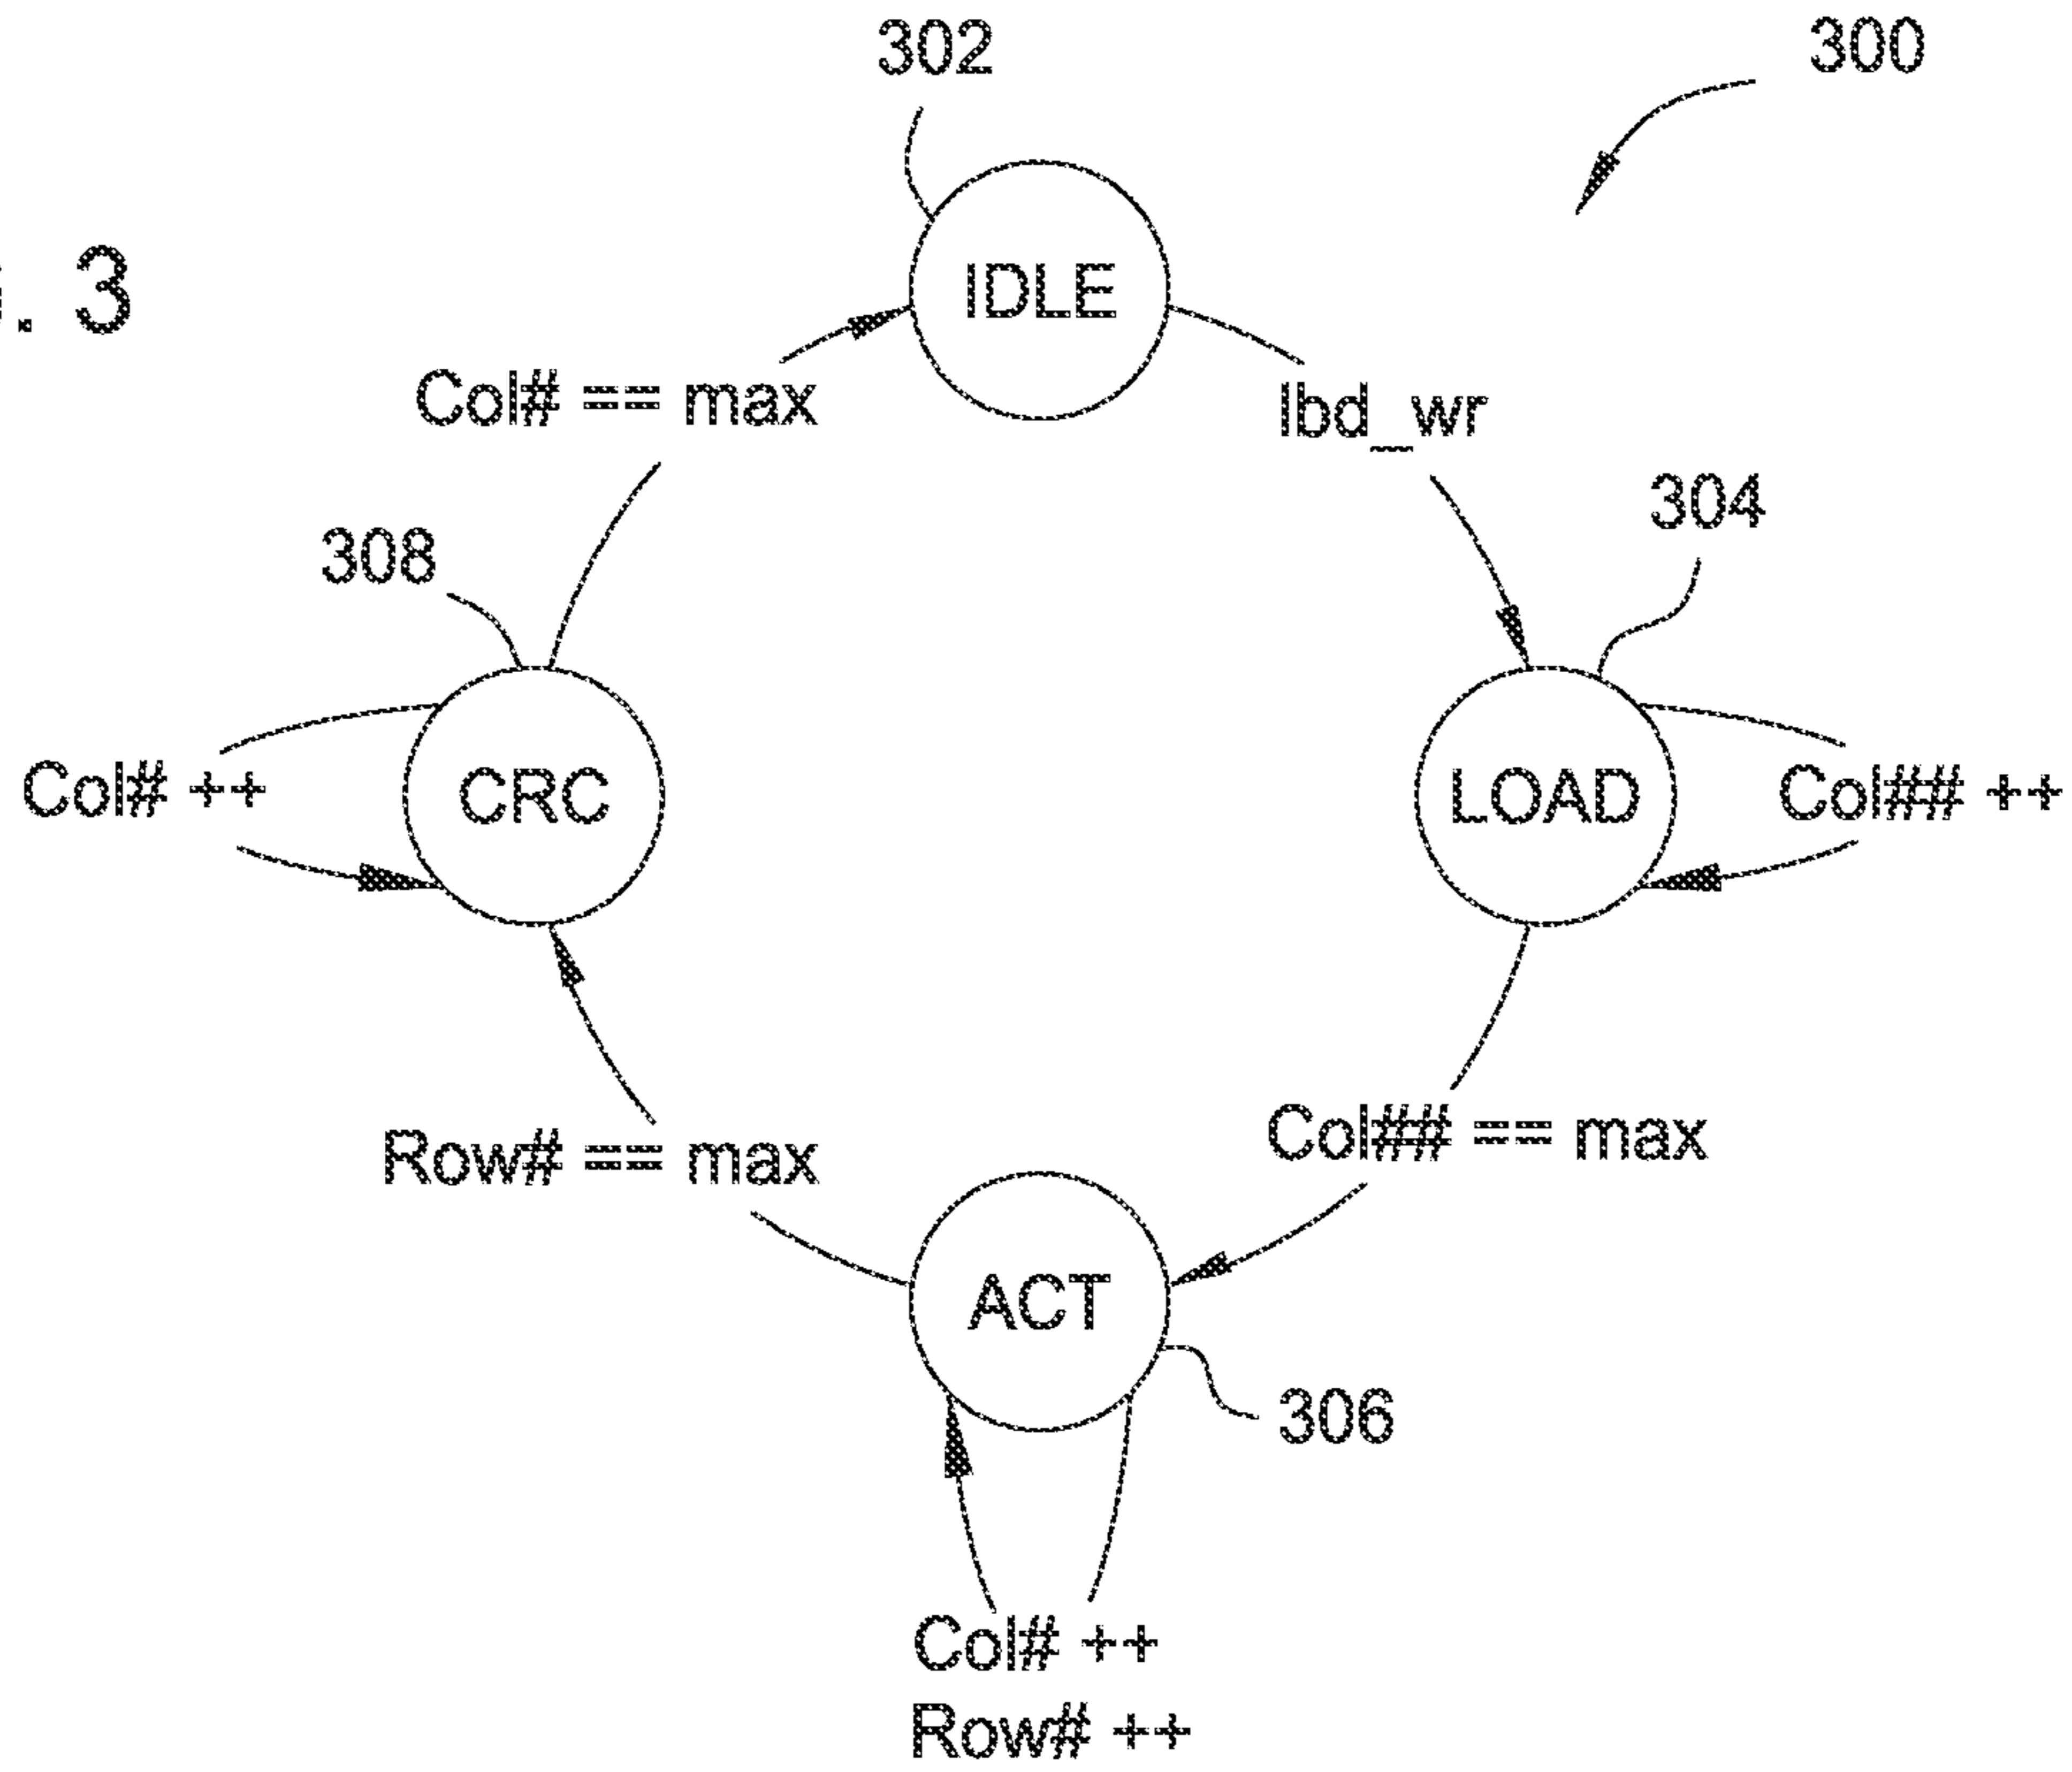 302
300
. 3
IDLE
Col# == max
lbd_wr
304
308
Col# ++
CRC
LOAD
Col## ++
Row# == max
Col## == max
ACT
306
Col# ++
Row# ++